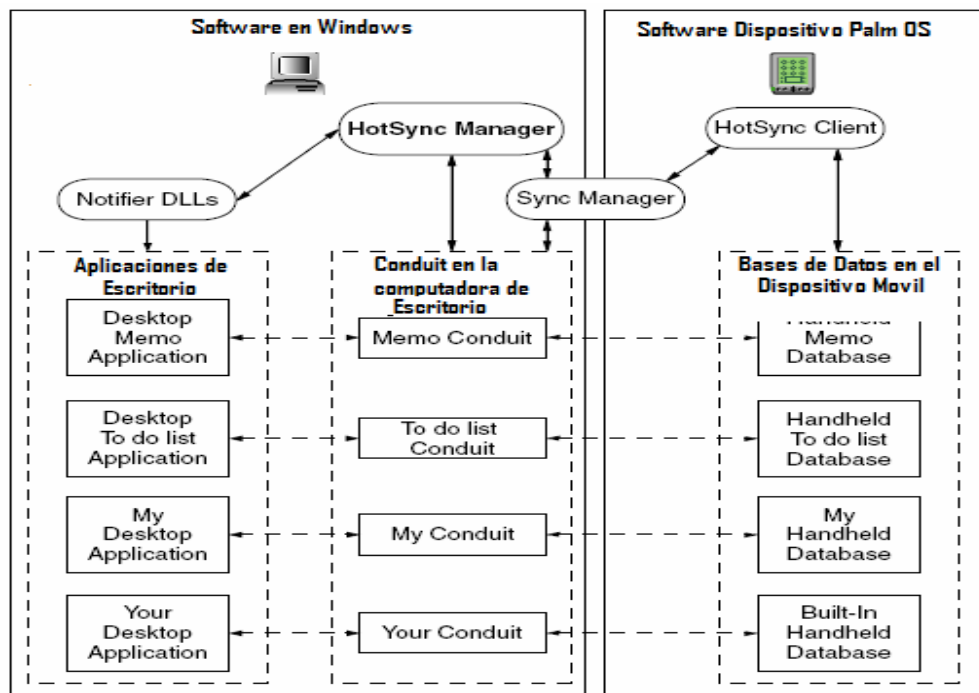 Software en Windows
Software Dispositivo Palm OS
HotSync Manager
HotSync Client
Notifier DLLs
Sync Manager
Aplicaciones de
Escritorio
Conduit en la
computadora de
Escritorio
Bases de Datos en el
Dispositivo Movil
Desktop
Memo
Application
Memo Conduit
Memo
Database
Desktop
To do list
Application
To do list
Conduit
Handheld
To do list
Database
My
Desktop
Application
My Conduit
My
Handheld
Database
Your
Desktop
Application
Your Conduit
Built-In
Handheld
Database